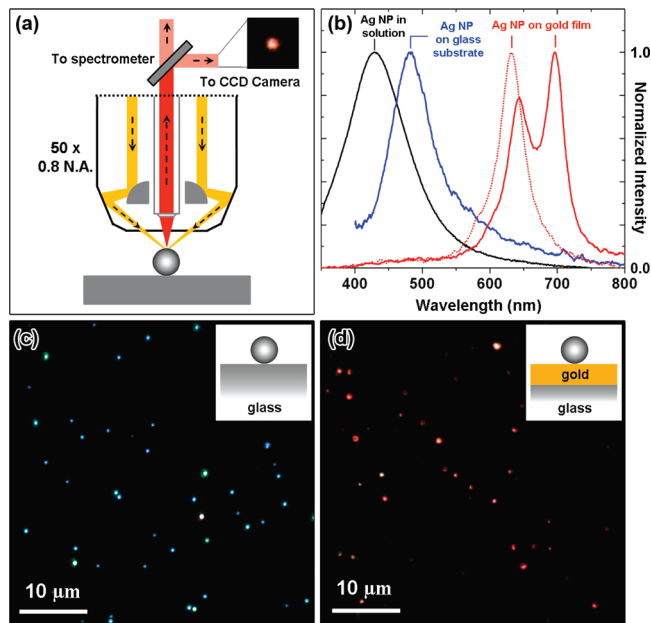 (a)
To spectrometer
To CCD Camera
50 x
0.8 N.A.
(b)
Ag NP in
solution
Ag NP
on glass
substrate
Ag NP on gold film
1.0
0.0
Normalized Intensity
400 500 600 700 800
Wavelength (nm)
(c)
glass
10 µm
(d)
gold
glass
10 µm